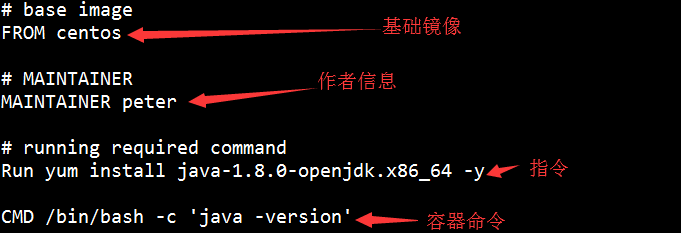 # base image
FROM centos
基础镜像
# MAINTAINER
作者信息
MAINTAINER peter
# running required command
Run yum install java-1.8.0-openjdk.x86_64 -y
指令
CMD /bin/bash -c 'java -version'
容器命令